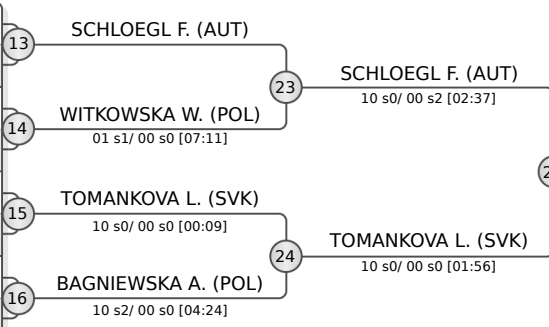 SCHLOEGL F. (AUT)
13
23
SCHLOEGL F. (AUT)
10 s0/ 00 s2 [02:37]
WITKOWSKA W. (POL)
14
01 s1/ 00 s0 [07:11]
TOMANKOVA L. (SVK)
15
10 s0/ 00 s0 [00:09]
24
TOMANKOVA L. (SVK)
10 s0/ 00 s0 [01:56]
BAGNIEWSKA A. (POL)
16
10 s2/ 00 s0 [04:24]